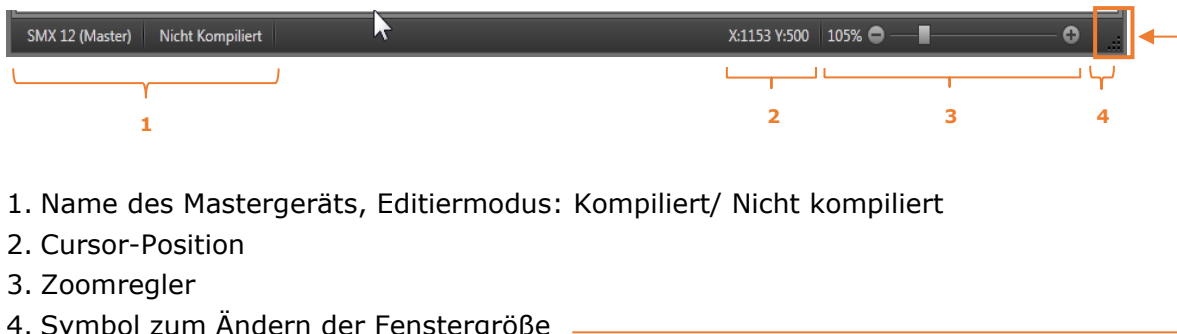 SMX 12 (Master) Nicht Kompiliert X:1153 Y:500 105%
1 2 3 4
1. Name des Mastergeräts, Editiermodus: Kompiliert/ Nicht kompiliert
2. Cursor-Position
3. Zoomregler
4. Symbol zum Ändern der Fenstergröße